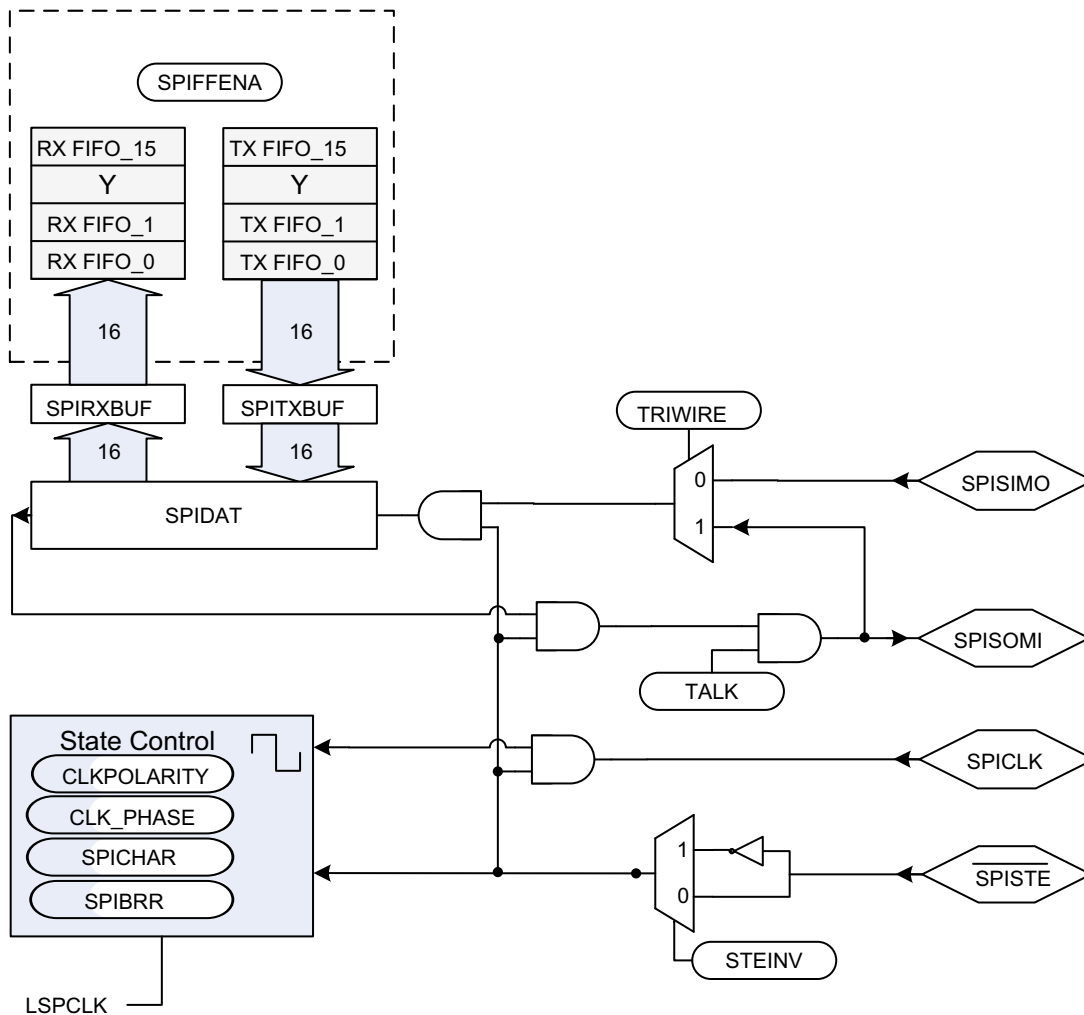 SPIFFENA
RX FIFO_15
Y
RX FIFO_1
RX FIFO_0
TX FIFO_15
Y
TX FIFO_1
TX FIFO_0
16
16
SPIRXBUF
SPITXBUF
16
16
SPIDAT
TRIWIRE
0
1
SPISIMO
SPISOMI
TALK
State Control
CLKPOLARITY
CLK_PHASE
SPICHAR
SPIBRR
SPICLK
1
0
SPISTE
STEINV
LSPCLK